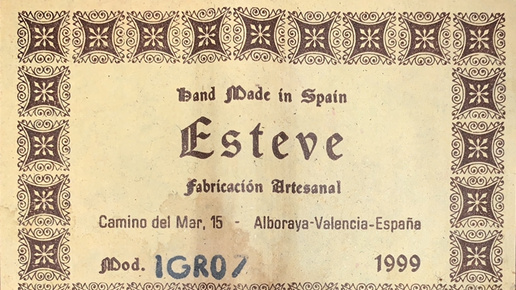 Hand Made in Spain
Esteve
Fabricación Artesanal
Camino del Mar, 15 - Alboraya-Valencia-España
Mod. 1GR07 1999